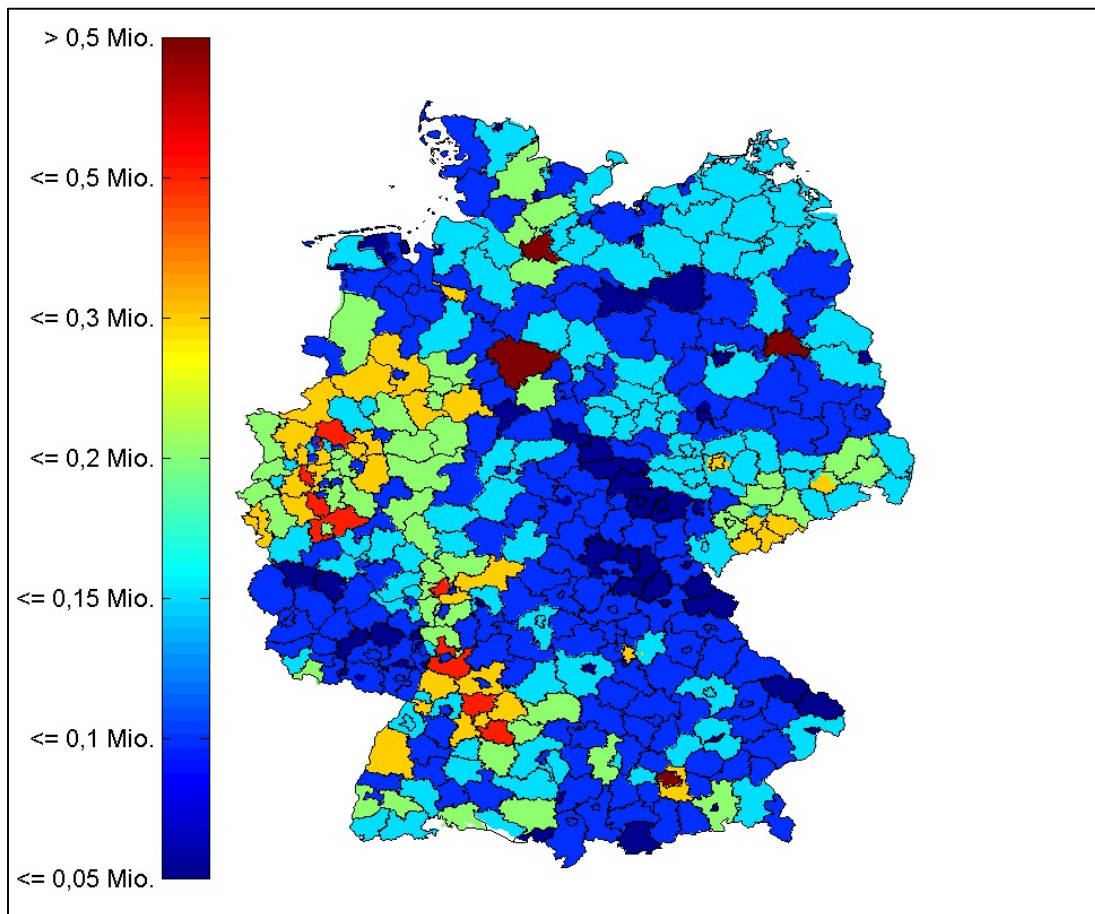 > 0,5 Mio.
<= 0,5 Mio.
<= 0,3 Mio.
<= 0,2 Mio.
<= 0,15 Mio.
<= 0,1 Mio.
<= 0,05 Mio.